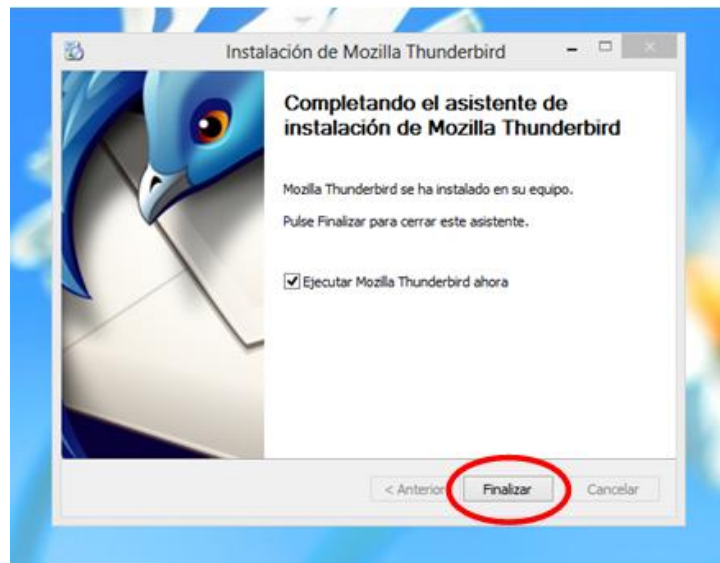 Instalación de Mozilla Thunderbird
Completando el asistente de
instalación de Mozilla Thunderbird
Mozilla Thunderbird se ha instalado en su equipo.
Pulse Finalizar para cerrar este asistente.
Ejecutar Mozilla Thunderbird ahora
< Anterior Finalizar Cancelar